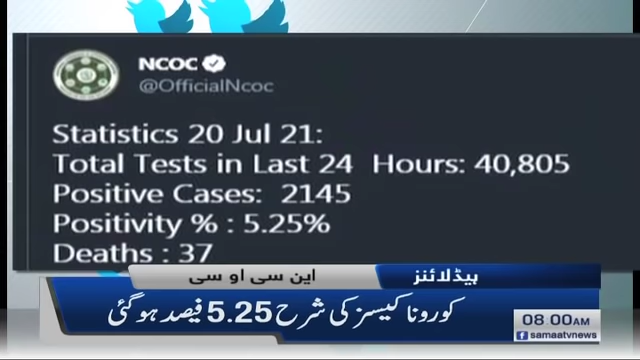 NCOC
@OfficialNcoc
Statistics 20 Jul 21:
Total Tests in Last 24 Hours: 40,805
Positive Cases: 2145
Positivity % : 5.25%
Deaths : 37
ہیڈلائنز
این سی او سی
کورونا کیسز کی شرح 5.25 فیصد ہوگئی
08:00AM
f samaatvnews